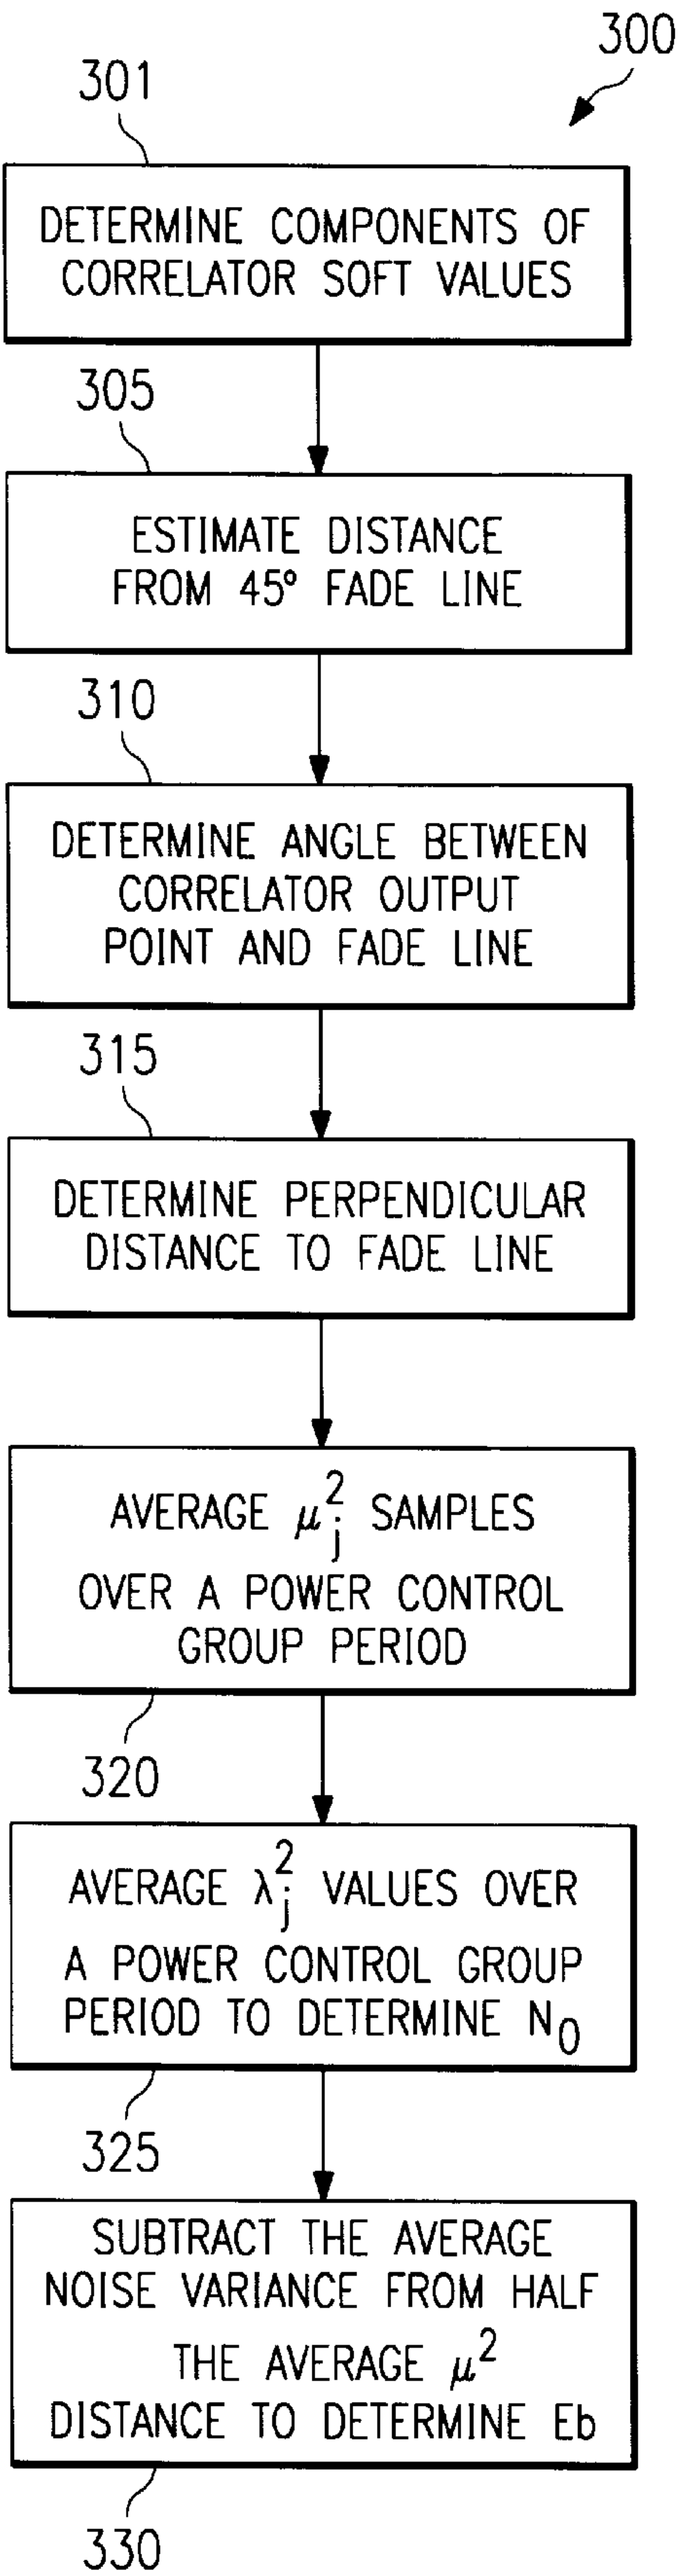 300
301
DETERMINE COMPONENTS OF
CORRELATOR SOFT VALUES
305
ESTIMATE DISTANCE
FROM 45° FADE LINE
310
DETERMINE ANGLE BETWEEN
CORRELATOR OUTPUT
POINT AND FADE LINE
315
DETERMINE PERPENDICULAR
DISTANCE TO FADE LINE
AVERAGE μ²ⱼ SAMPLES
OVER A POWER CONTROL
GROUP PERIOD
320
AVERAGE λ²ⱼ VALUES OVER
A POWER CONTROL GROUP
PERIOD TO DETERMINE N₀
325
SUBTRACT THE AVERAGE
NOISE VARIANCE FROM HALF
THE AVERAGE μ²
DISTANCE TO DETERMINE Eb
330